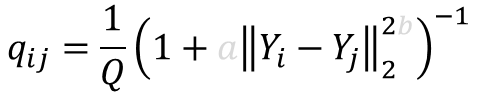 q_{ij} = \frac{1}{Q} \left( 1 + a \left\| Y_i - Y_j \right\|_2^{2b} \right)^{-1}